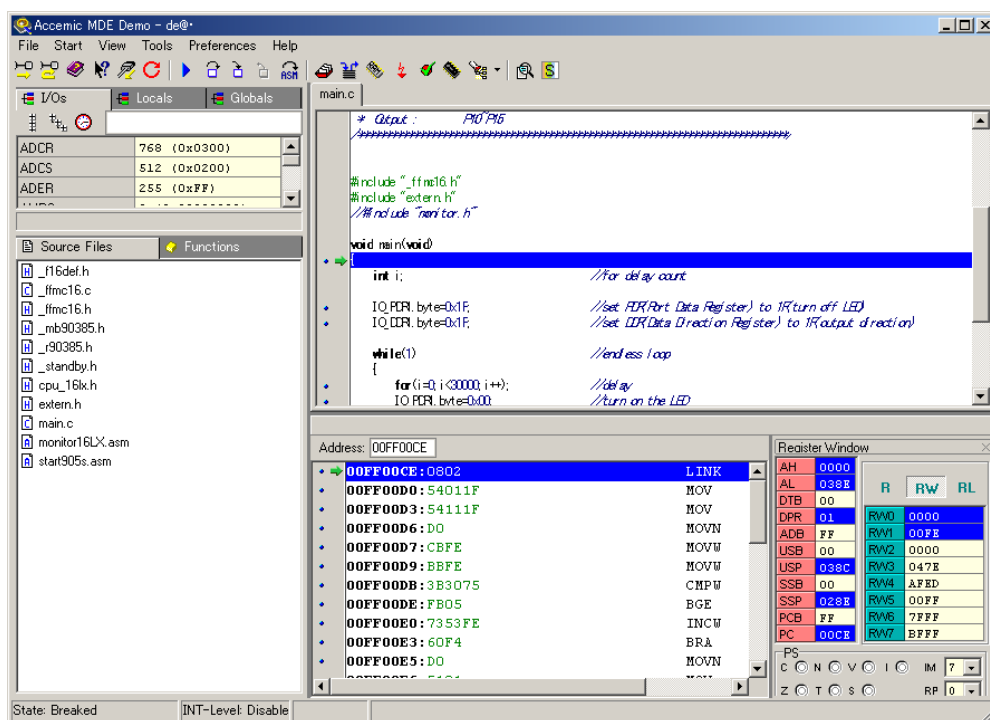 Accemic MDE Demo - de@·
File Start View Tools Preferences Help
ASM S
I/Os Locals Globals
ADCR 768 (0x0300)
ADCS 512 (0x0200)
ADER 255 (0xFF)
Source Files Functions
H _f16def.h
C _ffmc16.c
H _ffmc16.h
H _mb90385.h
H _r90385.h
H _standby.h
H cpu_16lx.h
H extern.h
C main.c
A monitor16LX.asm
A start905s.asm
main.c
* Output : P10~P15
#include "_ffmc16.h"
#include "extern.h"
//#include "monitor.h"
void main(void)
{
int i; //for delay count
IO_PDR1.byte=0x1F; //set PDR(Port Data Register) to 1F(turn off LED)
IO_DDR1.byte=0x1F; //set DDR(Data Direction Register) to 1F(output direction)
while(1) //endless loop
{
for(i=0; i<30000; i++); //delay
IO_PDR1.byte=0x00; //turn on the LED
Address: 00FF00CE
00FF00CE:0802 LINK
00FF00D0:54011F MOV
00FF00D3:54111F MOV
00FF00D6:D0 MOVN
00FF00D7:CBFE MOVW
00FF00D9:BBFE MOVW
00FF00DB:3B3075 CMPW
00FF00DE:FB05 BGE
00FF00E0:7353FE INCW
00FF00E3:60F4 BRA
00FF00E5:D0 MOVN
Register Window
AH 0000
AL 038E
DTB 00
DPR 01
ADB FF
USB 00
USP 038C
SSB 00
SSP 028E
PCB FF
PC 00CE
R RW RL
RW0 0000
RW1 00FE
RW2 0000
RW3 047E
RW4 AFED
RW5 00FF
RW6 7FFF
RW7 BFFF
PS
C N V I IM 7
Z T S RP 0
State: Breaked INT-Level: Disable